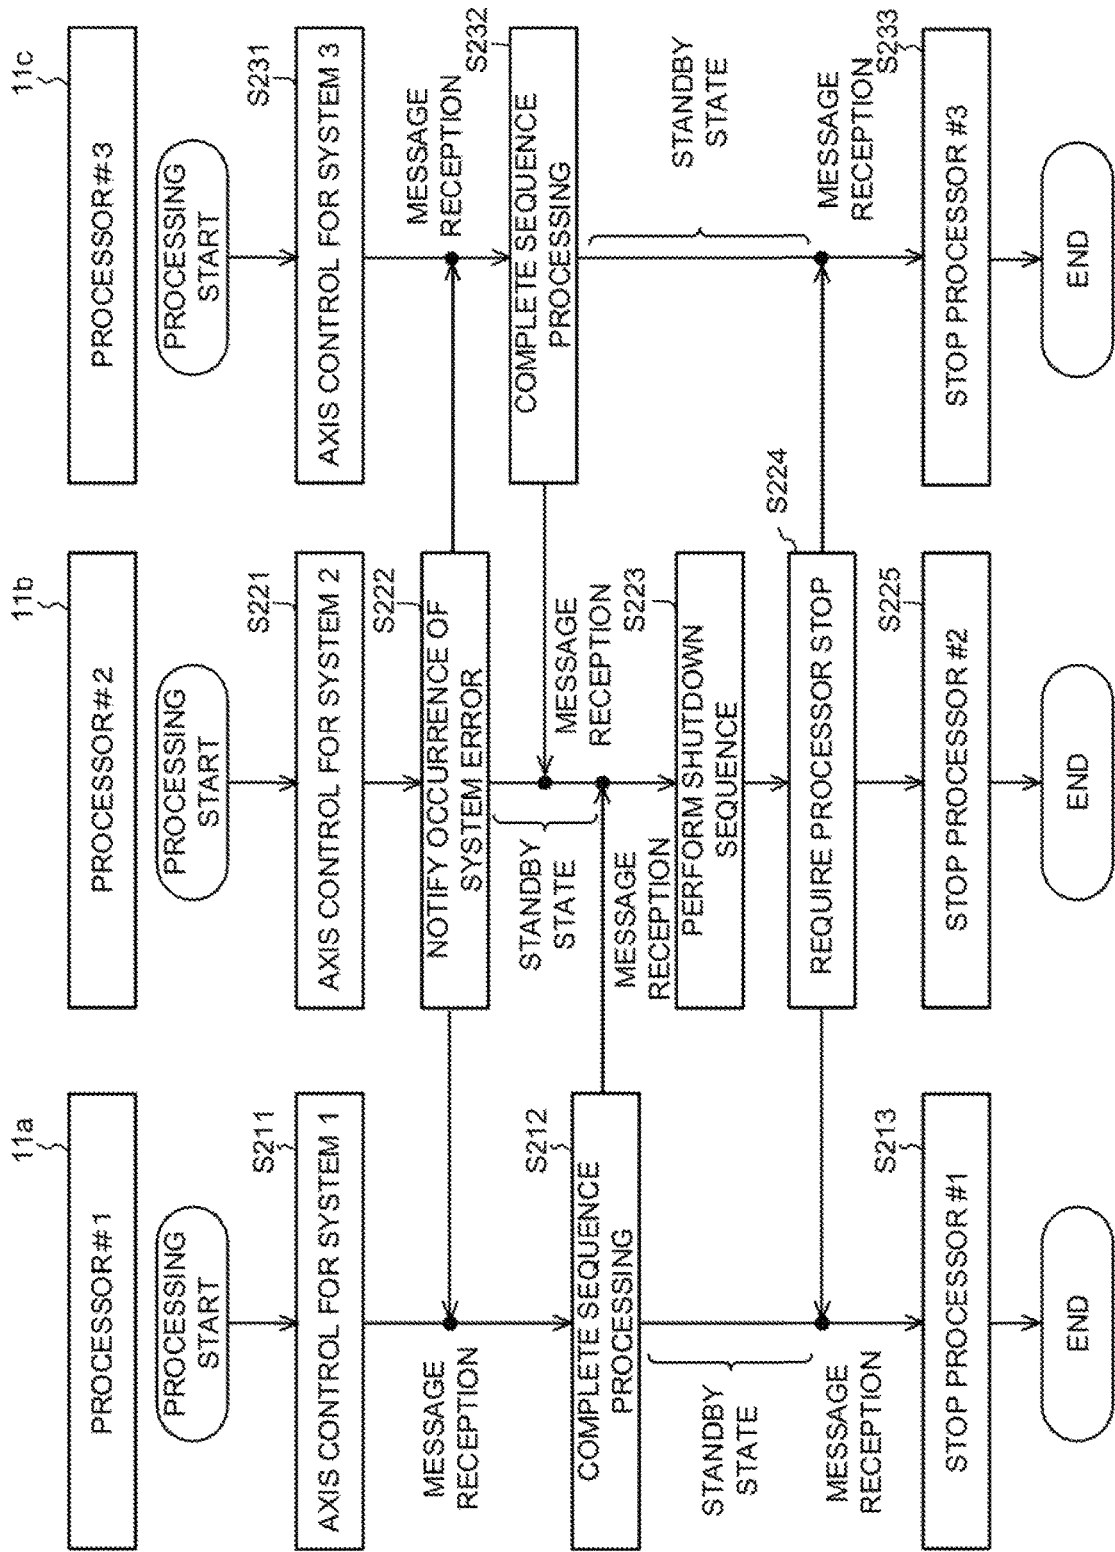 11a
PROCESSOR#1
PROCESSING
START
S211
AXIS CONTROL FOR SYSTEM 1
MESSAGE
RECEPTION
S212
COMPLETE SEQUENCE
PROCESSING
STANDBY
STATE
MESSAGE
RECEPTION
S213
STOP PROCESSOR #1
END
11b
PROCESSOR#2
PROCESSING
START
S221
AXIS CONTROL FOR SYSTEM 2
S222
NOTIFY OCCURRENCE OF
SYSTEM ERROR
STANDBY
STATE
MESSAGE
RECEPTION
MESSAGE
RECEPTION
S223
PERFORM SHUTDOWN
SEQUENCE
S224
REQUIRE PROCESSOR STOP
S225
STOP PROCESSOR #2
END
11c
PROCESSOR#3
PROCESSING
START
S231
AXIS CONTROL FOR SYSTEM 3
MESSAGE
RECEPTION
S232
COMPLETE SEQUENCE
PROCESSING
STANDBY
STATE
MESSAGE
RECEPTION
S233
STOP PROCESSOR #3
END